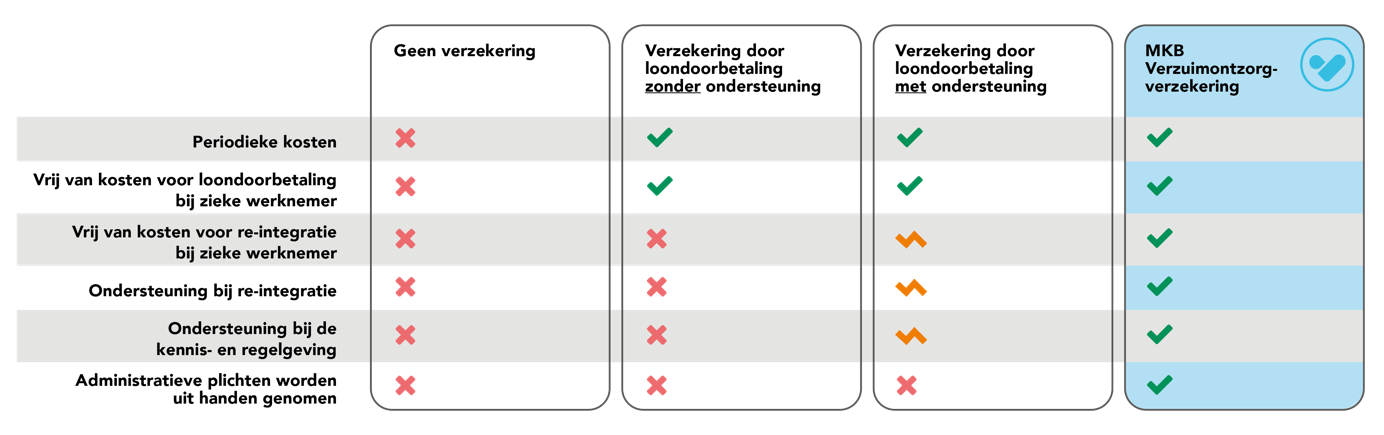 Geen verzekering
Verzekering door
loondoorbetaling
zonder ondersteuning
Verzekering door
loondoorbetaling
met ondersteuning
MKB
Verzuimontzorg-
verzekering
Periodieke kosten
Vrij van kosten voor loondoorbetaling
bij zieke werknemer
Vrij van kosten voor re-integratie
bij zieke werknemer
Ondersteuning bij re-integratie
Ondersteuning bij de
kennis- en regelgeving
Administratieve plichten worden
uit handen genomen